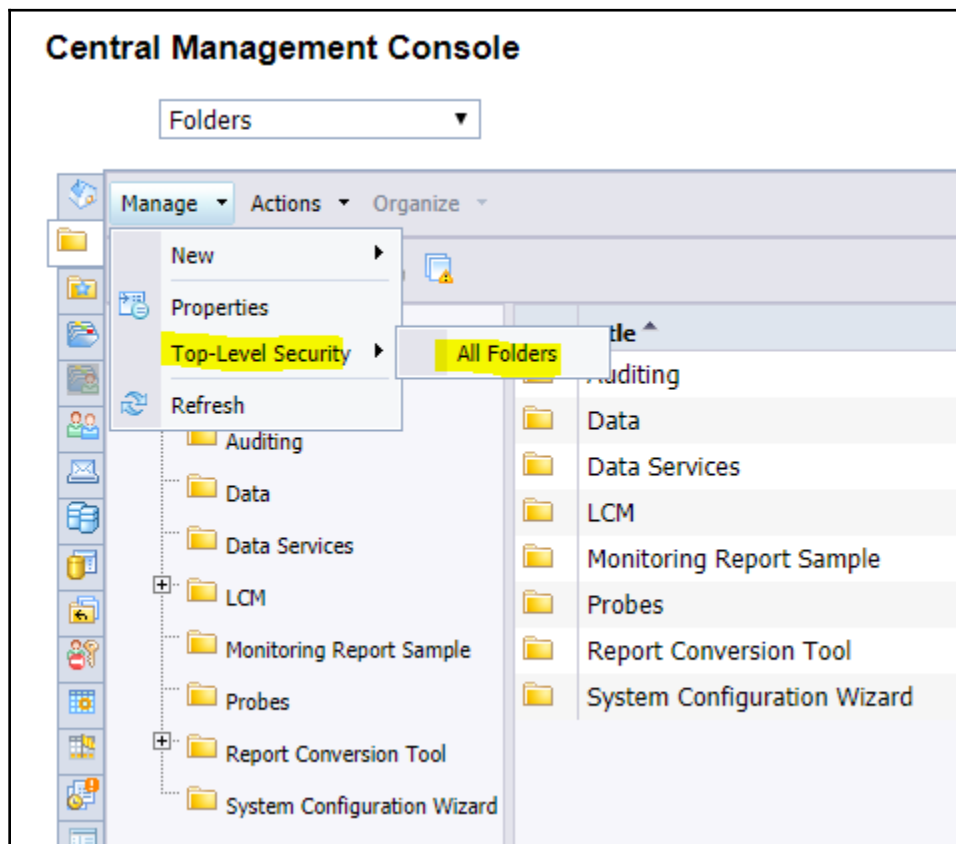 Central Management Console
Folders
Manage Actions Organize
New
Properties
Top-Level Security
All Folders
Refresh
Auditing
Data
Data Services
LCM
Monitoring Report Sample
Probes
Report Conversion Tool
System Configuration Wizard
Auditing
Data
Data Services
LCM
Monitoring Report Sample
Probes
Report Conversion Tool
System Configuration Wizard